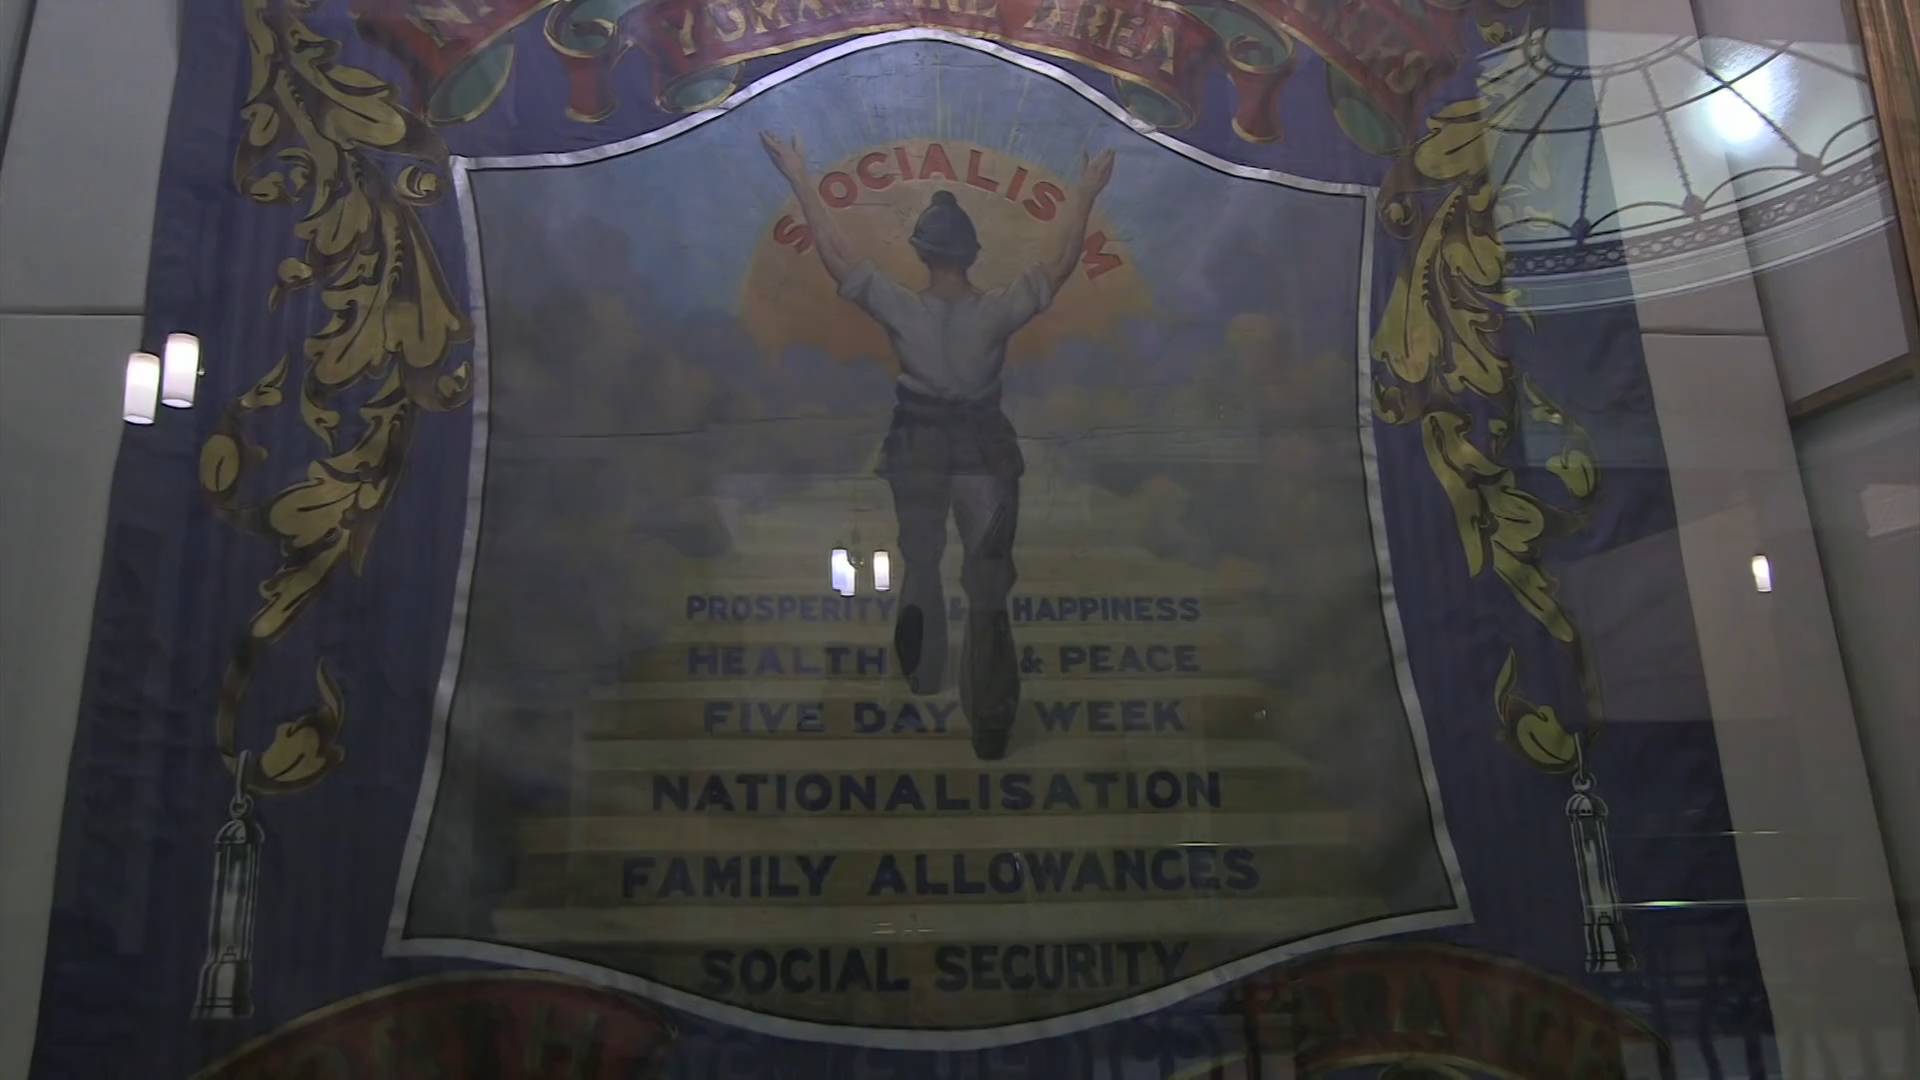 YORKSHIRE AREA
SOCIALISM
PROSPERITY & HAPPINESS
HEALTH & PEACE
FIVE DAY WEEK
NATIONALISATION
FAMILY ALLOWANCES
SOCIAL SECURITY
BRANCH